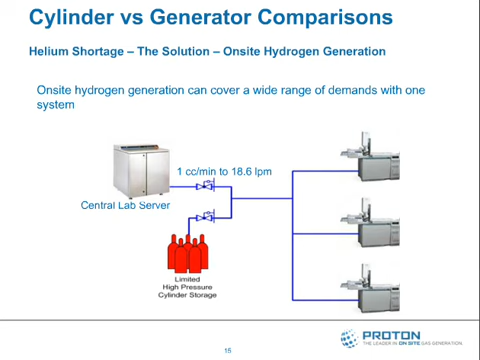 Cylinder vs Generator Comparisons
Helium Shortage – The Solution – Onsite Hydrogen Generation
Onsite hydrogen generation can cover a wide range of demands with one
system
1 cc/min to 18.6 lpm
Central Lab Server
Limited
High Pressure
Cylinder Storage
PROTON
THE LEADER IN ON SITE GAS GENERATION.
15